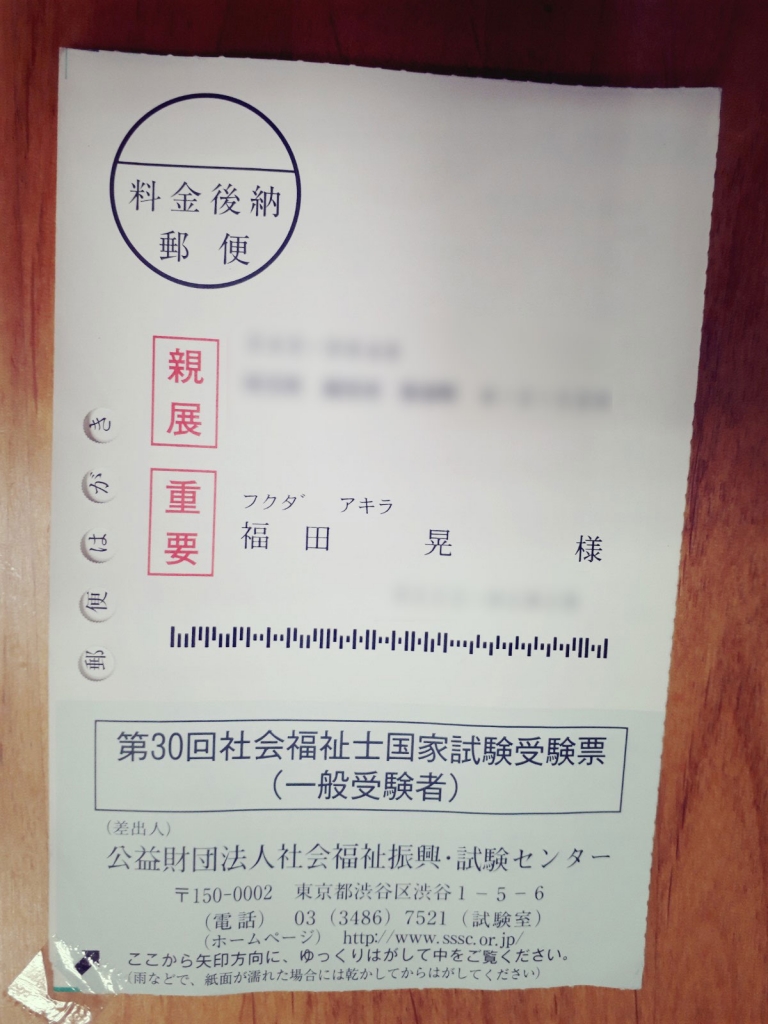 料金後納
郵便
親展
重要
フクダ アキラ
福田 晃 様
郵便はがき
第30回社会福祉士国家試験受験票
（一般受験者）
（差出人）
公益財団法人社会福祉振興・試験センター
〒150-0002 東京都渋谷区渋谷1－5－6
（電話） 03（3486）7521（試験室）
（ホームページ） http://www.sssc.or.jp/
ここから矢印方向に、ゆっくりはがして中をご覧ください。
（雨などで、紙面が濡れた場合には乾かしてからはがしてください）